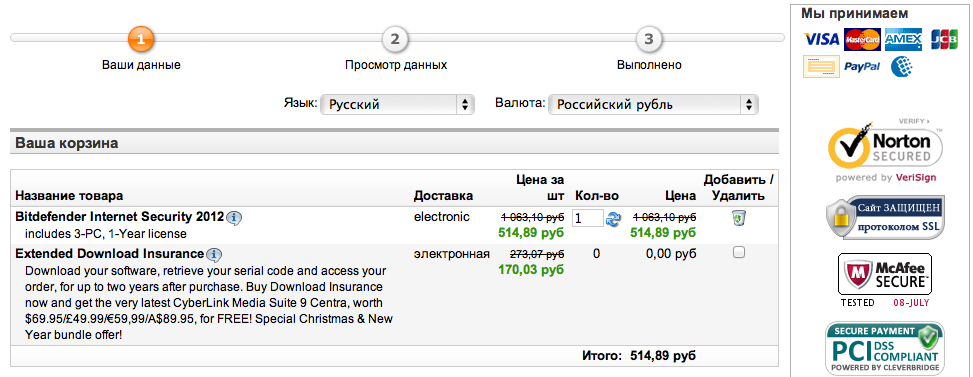 1
2
3
Ваши данные
Просмотр данных
Выполнено
Язык: Русский
Валюта: Российский рубль
Ваша корзина
Название товара
Доставка
Цена за
шт
Кол-во
Цена
Добавить /
Удалить
Bitdefender Internet Security 2012
includes 3-PC, 1-Year license
electronic
1 063,10 руб
514,89 руб
1
1 063,10 руб
514,89 руб
Extended Download Insurance
Download your software, retrieve your serial code and access your
order, for up to two years after purchase. Buy Download Insurance
now and get the very latest CyberLink Media Suite 9 Centra, worth
$69.95/£49.99/€59,99/A$89.95, for FREE! Special Christmas & New
Year bundle offer!
электронная
273,07 руб
170,03 руб
0
0,00 руб
Итого: 514,89 руб
Мы принимаем
VISA MasterCard AMEX JCB
PayPal
VERIFY
Norton
SECURED
powered by VeriSign
Сайт ЗАЩИЩЕН
протоколом SSL
McAfee
SECURE™
TESTED 08-JULY
SECURE PAYMENT
PCI DSS
COMPLIANT
POWERED BY CLEVERBRIDGE